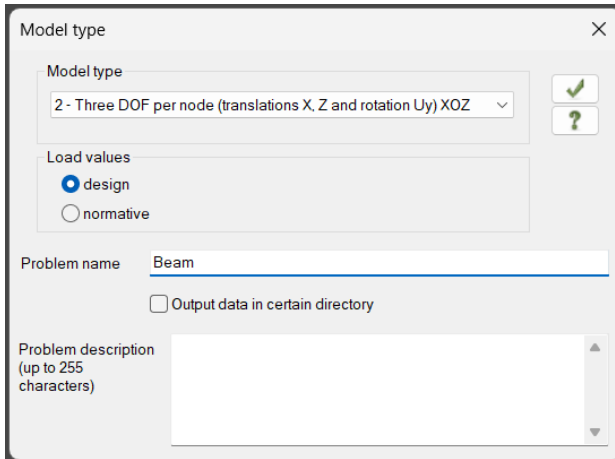 Model type
Model type
2 - Three DOF per node (translations X, Z and rotation Uy) XOZ
Load values
design
normative
Problem name
Beam
Output data in certain directory
Problem description
(up to 255
characters)